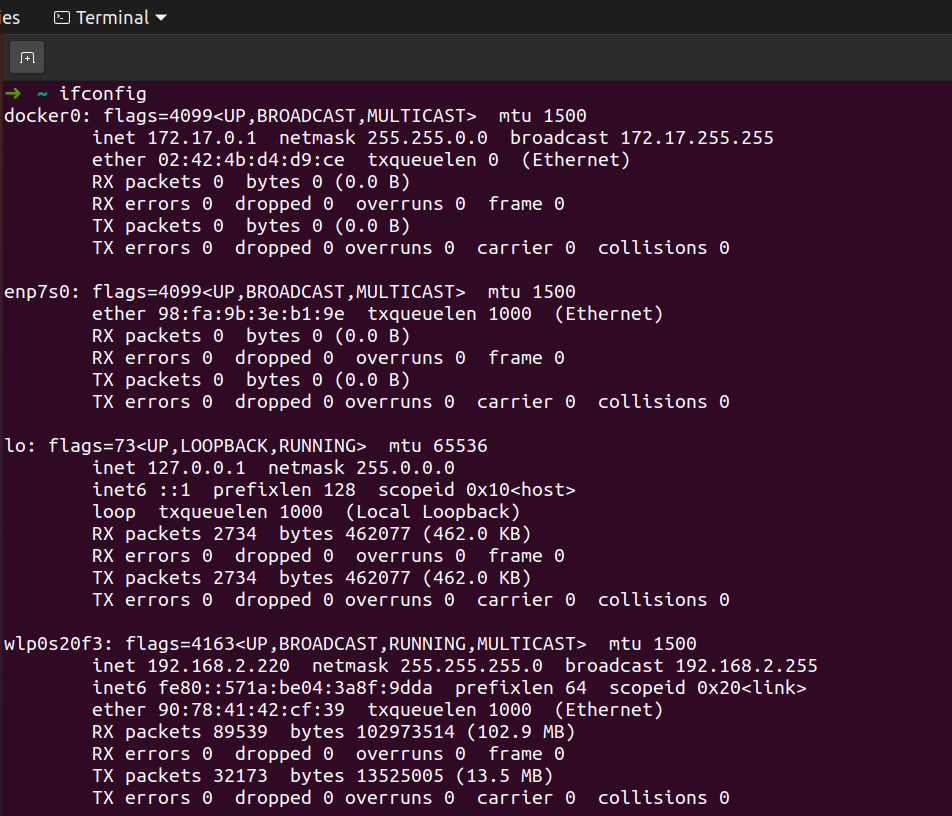 ies Terminal
→ ~ ifconfig
docker0: flags=4099<UP,BROADCAST,MULTICAST>  mtu 1500
        inet 172.17.0.1  netmask 255.255.0.0  broadcast 172.17.255.255
        ether 02:42:4b:d4:d9:ce  txqueuelen 0  (Ethernet)
        RX packets 0  bytes 0 (0.0 B)
        RX errors 0  dropped 0  overruns 0  frame 0
        TX packets 0  bytes 0 (0.0 B)
        TX errors 0  dropped 0 overruns 0  carrier 0  collisions 0

enp7s0: flags=4099<UP,BROADCAST,MULTICAST>  mtu 1500
        ether 98:fa:9b:3e:b1:9e  txqueuelen 1000  (Ethernet)
        RX packets 0  bytes 0 (0.0 B)
        RX errors 0  dropped 0  overruns 0  frame 0
        TX packets 0  bytes 0 (0.0 B)
        TX errors 0  dropped 0 overruns 0  carrier 0  collisions 0

lo: flags=73<UP,LOOPBACK,RUNNING>  mtu 65536
        inet 127.0.0.1  netmask 255.0.0.0
        inet6 ::1  prefixlen 128  scopeid 0x10<host>
        loop  txqueuelen 1000  (Local Loopback)
        RX packets 2734  bytes 462077 (462.0 KB)
        RX errors 0  dropped 0  overruns 0  frame 0
        TX packets 2734  bytes 462077 (462.0 KB)
        TX errors 0  dropped 0 overruns 0  carrier 0  collisions 0

wlp0s20f3: flags=4163<UP,BROADCAST,RUNNING,MULTICAST>  mtu 1500
        inet 192.168.2.220  netmask 255.255.255.0  broadcast 192.168.2.255
        inet6 fe80::571a:be04:3a8f:9dda  prefixlen 64  scopeid 0x20<link>
        ether 90:78:41:42:cf:39  txqueuelen 1000  (Ethernet)
        RX packets 89539  bytes 102973514 (102.9 MB)
        RX errors 0  dropped 0  overruns 0  frame 0
        TX packets 32173  bytes 13525005 (13.5 MB)
        TX errors 0  dropped 0 overruns 0  carrier 0  collisions 0